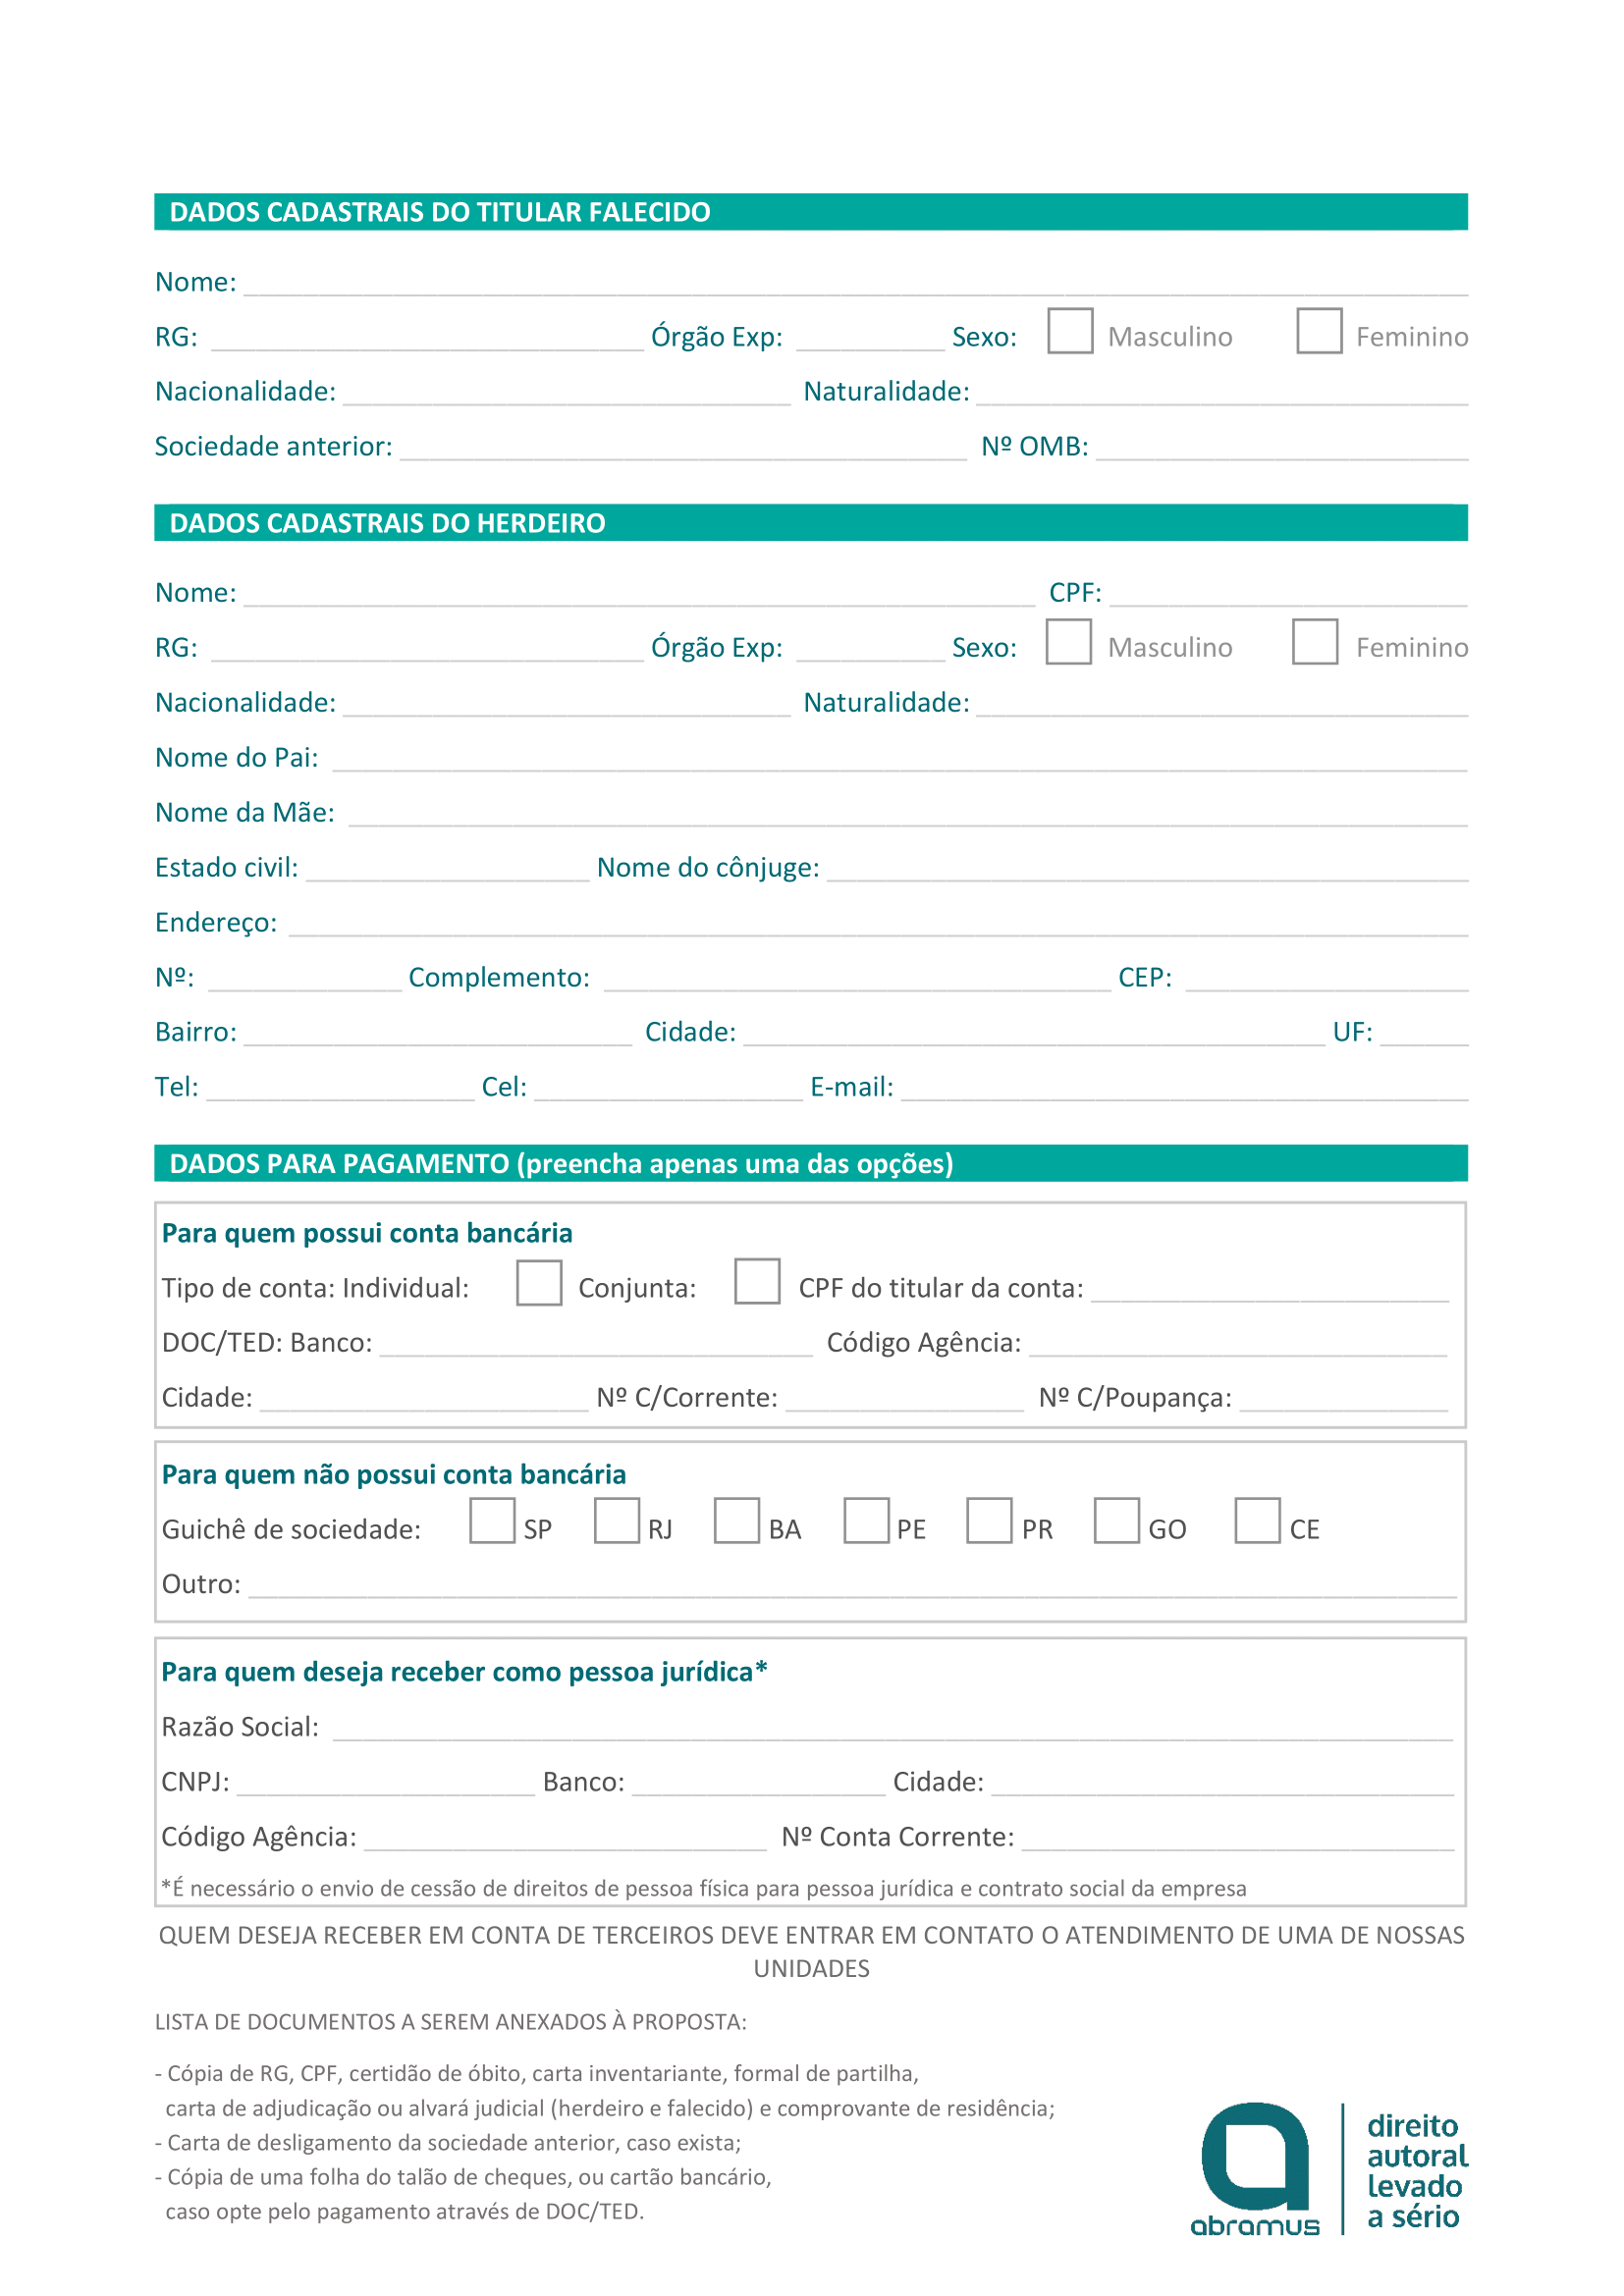 DADOS CADASTRAIS DO TITULAR FALECIDO
Nome:
RG: Órgão Exp: Sexo: Masculino Feminino
Nacionalidade: Naturalidade:
Sociedade anterior: Nº OMB:
DADOS CADASTRAIS DO HERDEIRO
Nome: CPF:
RG: Órgão Exp: Sexo: Masculino Feminino
Nacionalidade: Naturalidade:
Nome do Pai:
Nome da Mãe:
Estado civil: Nome do cônjuge:
Endereço:
Nº: Complemento: CEP:
Bairro: Cidade: UF:
Tel: Cel: E-mail:
DADOS PARA PAGAMENTO (preencha apenas uma das opções)
Para quem possui conta bancária
Tipo de conta: Individual: Conjunta: CPF do titular da conta:
DOC/TED: Banco: Código Agência:
Cidade: Nº C/Corrente: Nº C/Poupança:
Para quem não possui conta bancária
Guichê de sociedade: SP RJ BA PE PR GO CE
Outro:
Para quem deseja receber como pessoa jurídica*
Razão Social:
CNPJ: Banco: Cidade:
Código Agência: Nº Conta Corrente:
*É necessário o envio de cessão de direitos de pessoa física para pessoa jurídica e contrato social da empresa
QUEM DESEJA RECEBER EM CONTA DE TERCEIROS DEVE ENTRAR EM CONTATO O ATENDIMENTO DE UMA DE NOSSAS
UNIDADES
LISTA DE DOCUMENTOS A SEREM ANEXADOS À PROPOSTA:
- Cópia de RG, CPF, certidão de óbito, carta inventariante, formal de partilha,
carta de adjudicação ou alvará judicial (herdeiro e falecido) e comprovante de residência;
- Carta de desligamento da sociedade anterior, caso exista;
- Cópia de uma folha do talão de cheques, ou cartão bancário,
caso opte pelo pagamento através de DOC/TED.
abramus
direito
autoral
levado
a sério